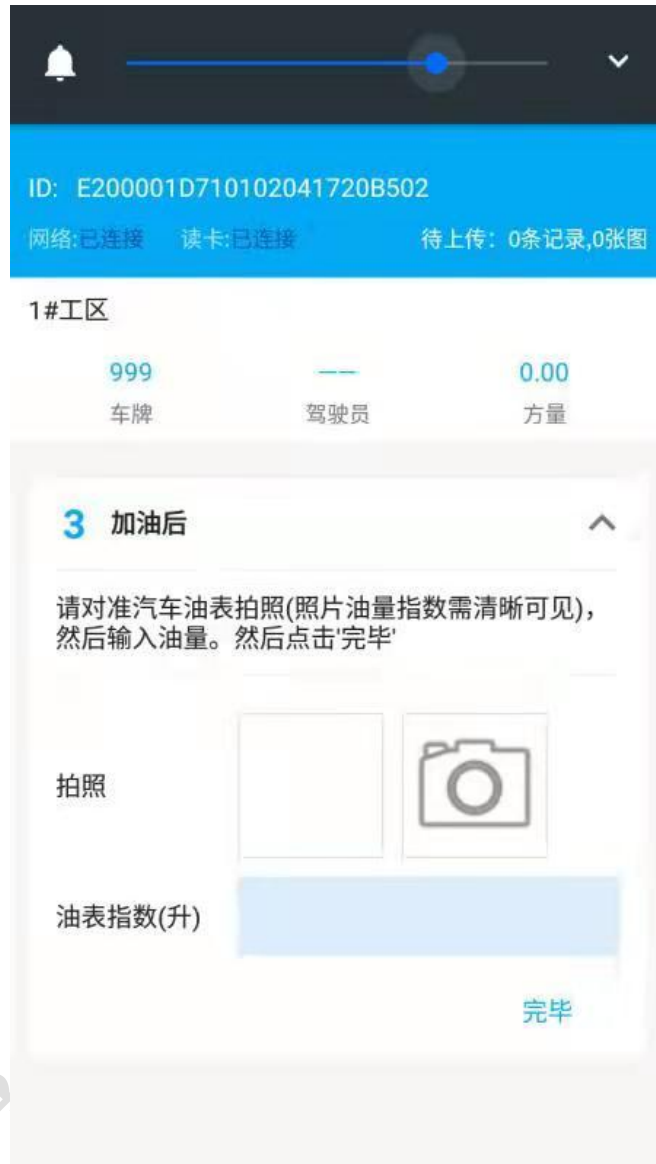 ID: E200001D710102041720B502
网络:已连接 读卡:已连接 待上传：0条记录,0张图
1#工区
999 —— 0.00
车牌 驾驶员 方量
3 加油后
请对准汽车油表拍照(照片油量指数需清晰可见)，
然后输入油量。然后点击'完毕'
拍照
油表指数(升)
完毕